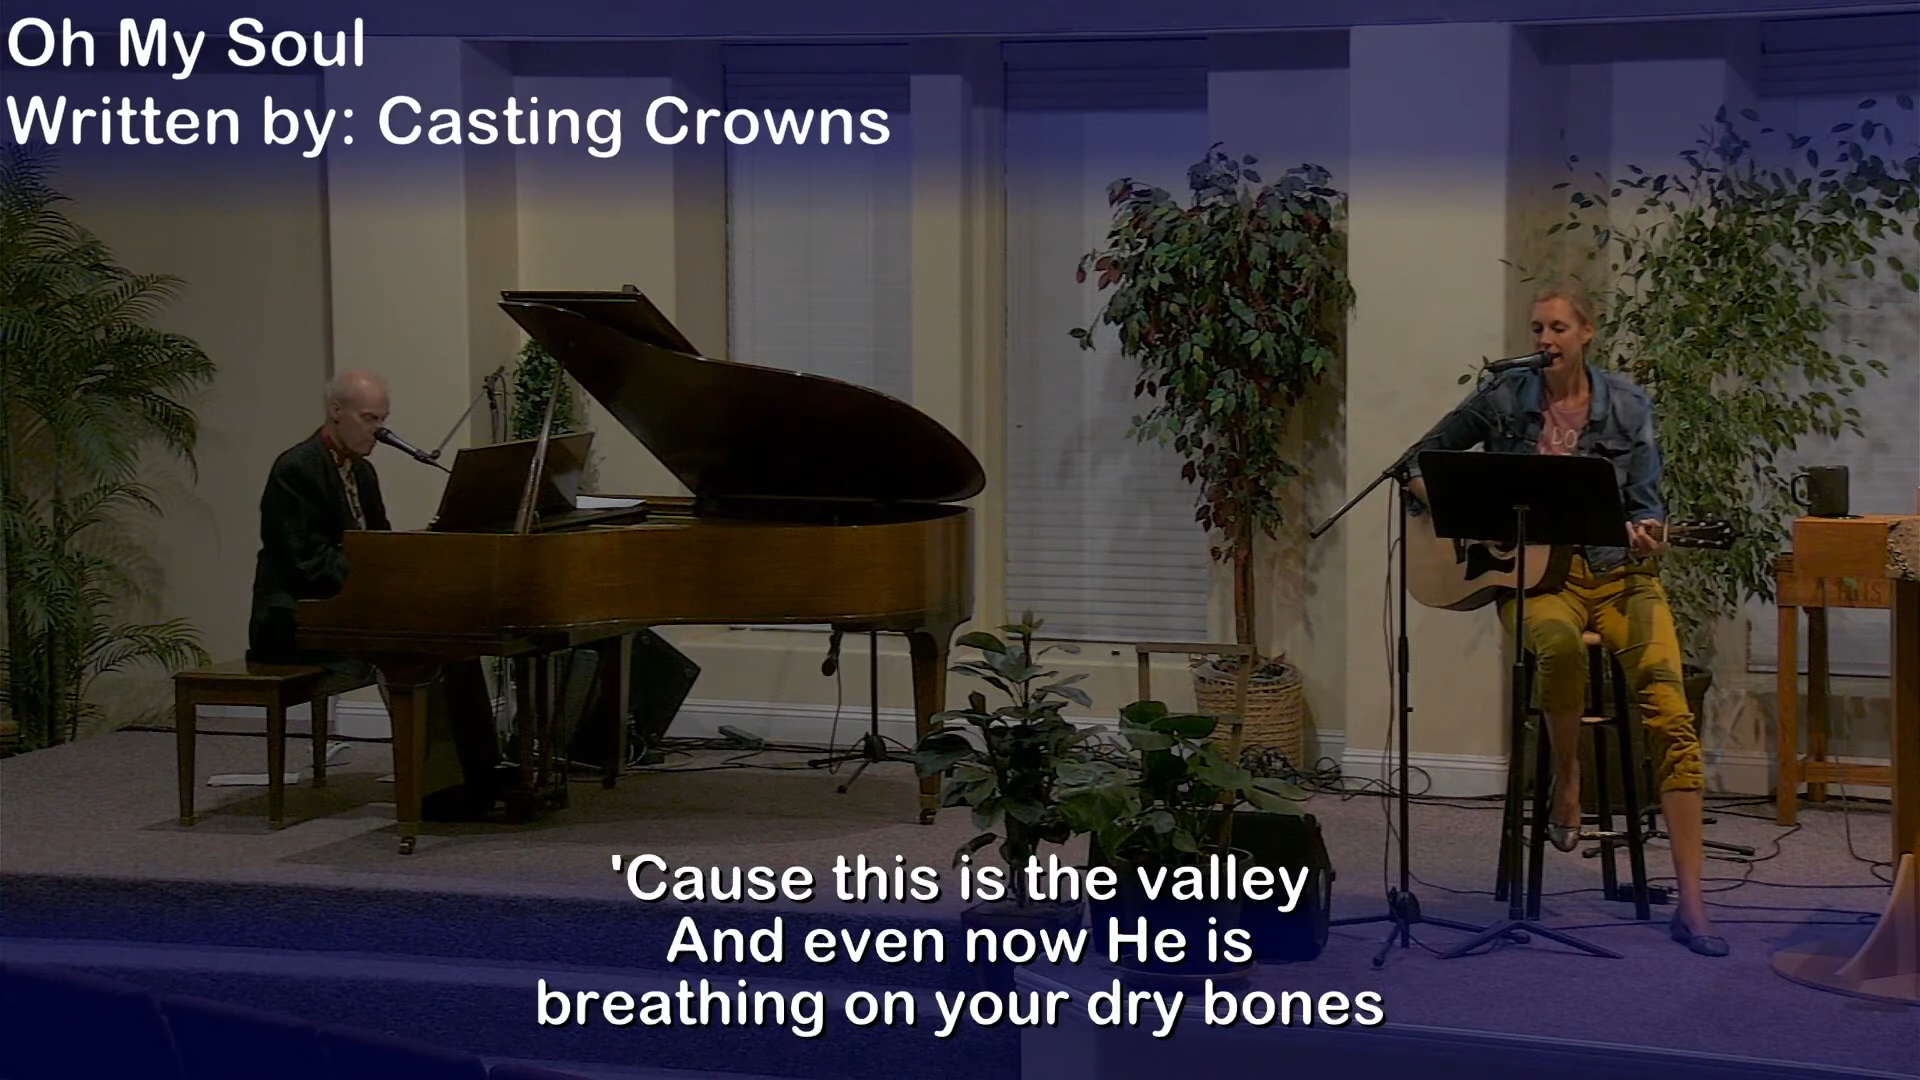 Oh My Soul
Written by: Casting Crowns
LO
'Cause this is the valley
And even now He is
breathing on your dry bones